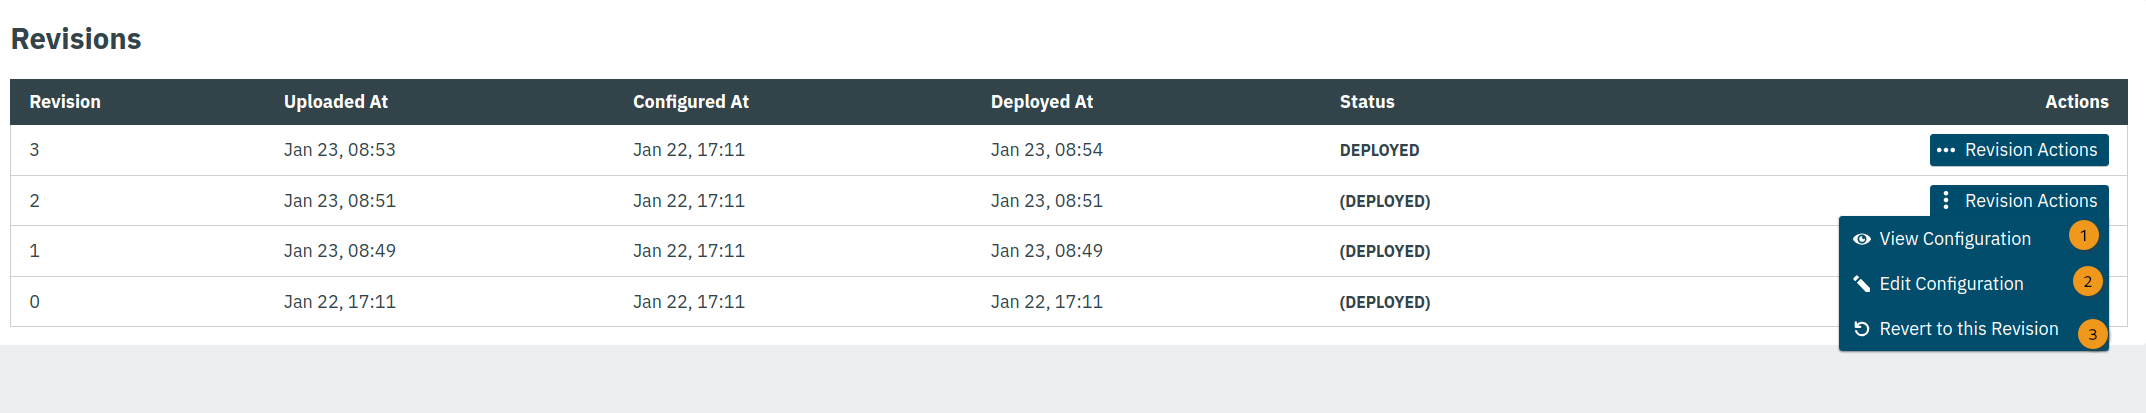 Revisions
Revision Uploaded At Configured At Deployed At Status Actions
3 Jan 23, 08:53 Jan 22, 17:11 Jan 23, 08:54 DEPLOYED Revision Actions
2 Jan 23, 08:51 Jan 22, 17:11 Jan 23, 08:51 (DEPLOYED) Revision Actions
View Configuration 1
1 Jan 23, 08:49 Jan 22, 17:11 Jan 23, 08:49 (DEPLOYED)
Edit Configuration 2
0 Jan 22, 17:11 Jan 22, 17:11 Jan 22, 17:11 (DEPLOYED)
Revert to this Revision 3